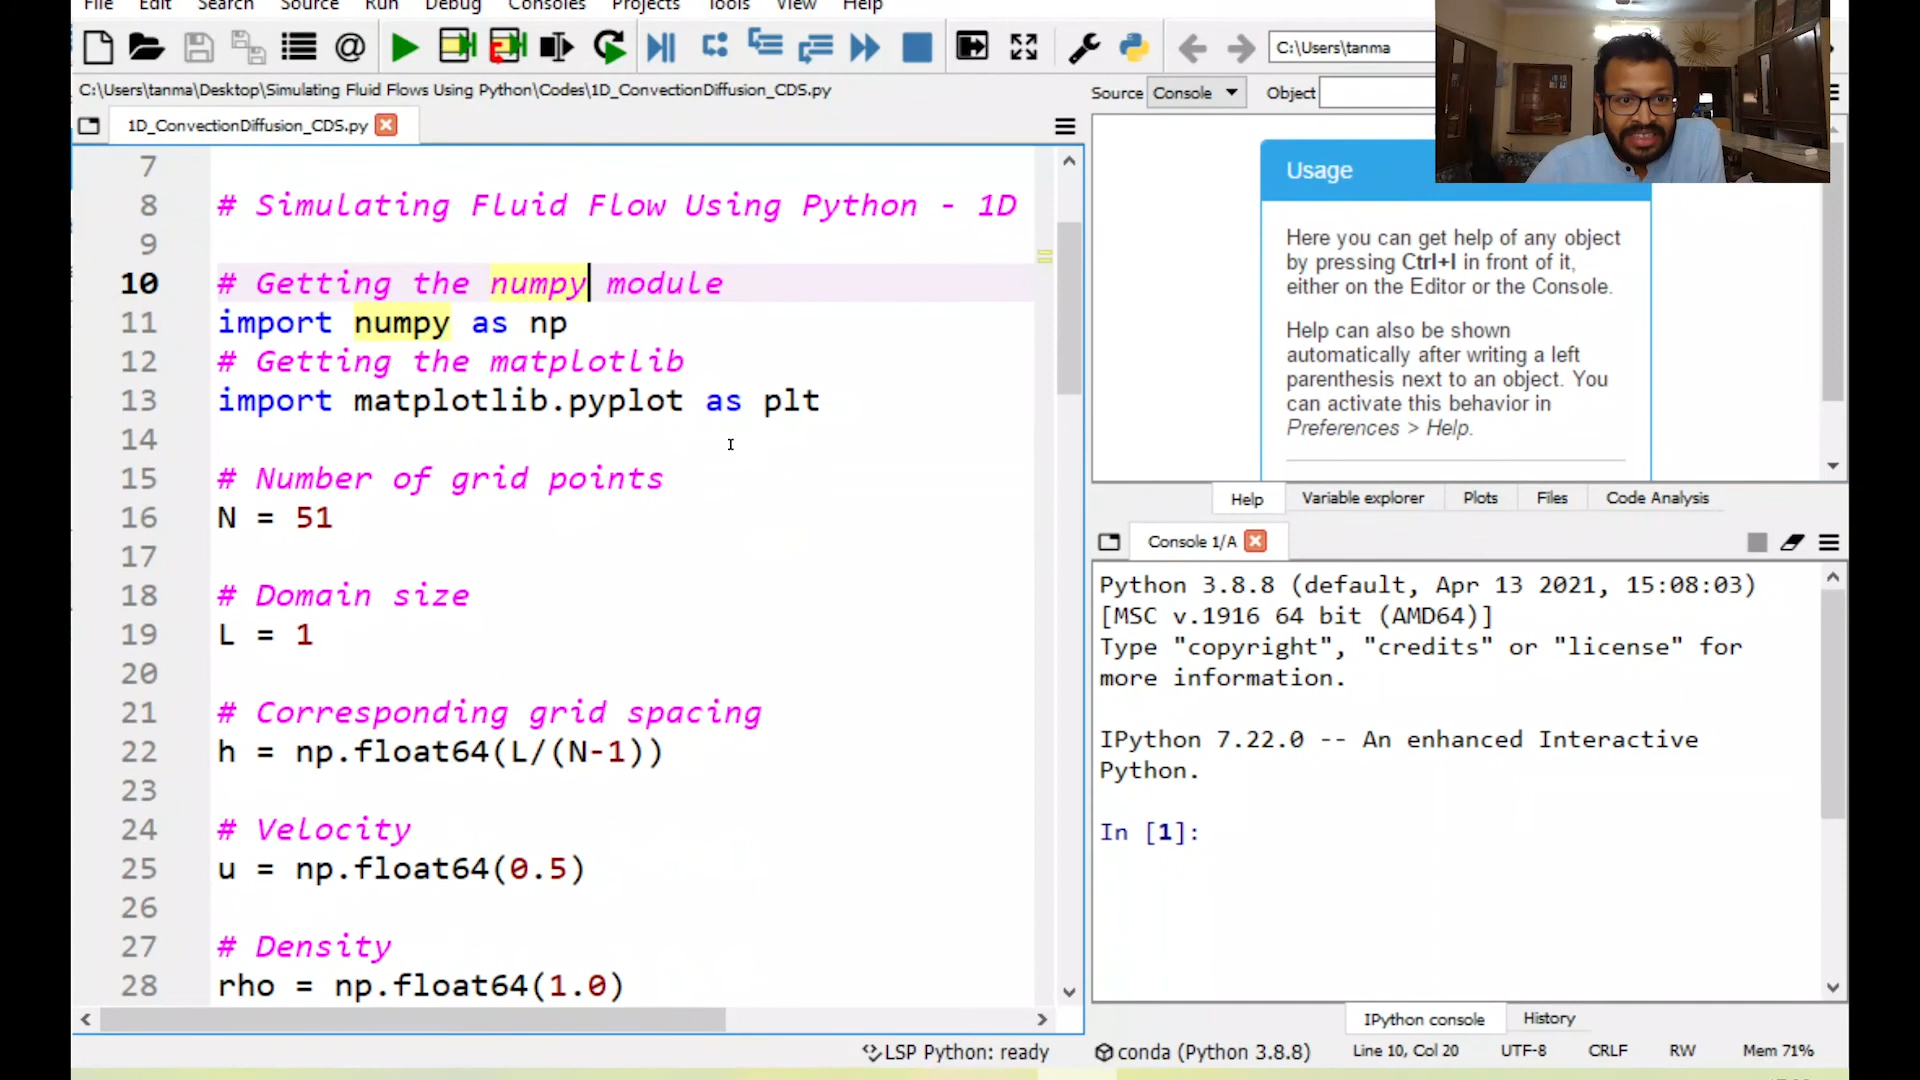 File Edit Search Source Run Debug Consoles Projects Tools View Help
C:\Users\tanma
C:\Users\tanma\Desktop\Simulating Fluid Flows Using Python\Codes\1D_ConvectionDiffusion_CDS.py
1D_ConvectionDiffusion_CDS.py
7
8 # Simulating Fluid Flow Using Python - 1D
9
10 # Getting the numpy module
11 import numpy as np
12 # Getting the matplotlib
13 import matplotlib.pyplot as plt
14
15 # Number of grid points
16 N = 51
17
18 # Domain size
19 L = 1
20
21 # Corresponding grid spacing
22 h = np.float64(L/(N-1))
23
24 # Velocity
25 u = np.float64(0.5)
26
27 # Density
28 rho = np.float64(1.0)
Source Console Object
Usage
Here you can get help of any object
by pressing Ctrl+I in front of it,
either on the Editor or the Console.
Help can also be shown
automatically after writing a left
parenthesis next to an object. You
can activate this behavior in
Preferences > Help.
Help Variable explorer Plots Files Code Analysis
Console 1/A
Python 3.8.8 (default, Apr 13 2021, 15:08:03)
[MSC v.1916 64 bit (AMD64)]
Type "copyright", "credits" or "license" for
more information.
IPython 7.22.0 -- An enhanced Interactive
Python.
In [1]:
IPython console History
LSP Python: ready conda (Python 3.8.8) Line 10, Col 20 UTF-8 CRLF RW Mem 71%